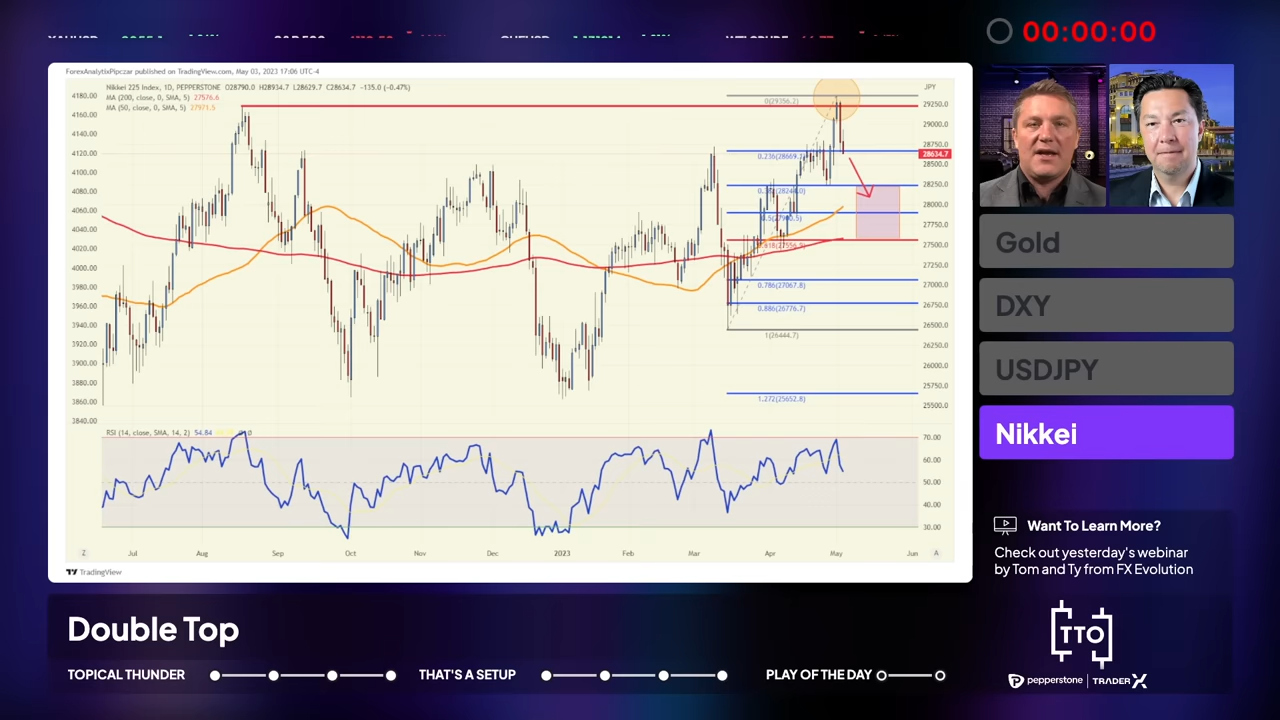 00:00:00
ForexAnalytixPipczar published on TradingView.com, May 03, 2023 17:06 UTC-4
Nikkei 225 Index, 1D, PEPPERSTONE O28790.0 H28934.7 L28629.7 C28634.7 -135.0 (-0.47%)
MA (200, close, 0, SMA, 5) 27576.6
MA (50, close, 0, SMA, 5) 27971.5
JPY
4180.00
4160.00
4140.00
4120.00
4100.00
4080.00
4060.00
4040.00
4020.00
4000.00
3980.00
3960.00
3940.00
3920.00
3900.00
3880.00
3860.00
3840.00
0(29356.2)
0.236(28669.
0.5(27900.5)
0.786(27067.8)
0.886(26776.7)
1(26444.7)
1.272(25652.8)
29250.0
29000.0
28750.0
28634.7
28500.0
28250.0
28000.0
27750.0
27500.0
27250.0
27000.0
26750.0
26500.0
26250.0
26000.0
25750.0
25500.0
RSI (14, close, SMA, 14, 2) 54.84
70.00
60.00
50.00
40.00
30.00
Z Jul Aug Sep Oct Nov Dec 2023 Feb Mar Apr May Jun A
TradingView
Gold
DXY
USDJPY
Nikkei
Want To Learn More?
Check out yesterday's webinar
by Tom and Ty from FX Evolution
TTO
pepperstone | TRADER X
Double Top
TOPICAL THUNDER THAT'S A SETUP PLAY OF THE DAY